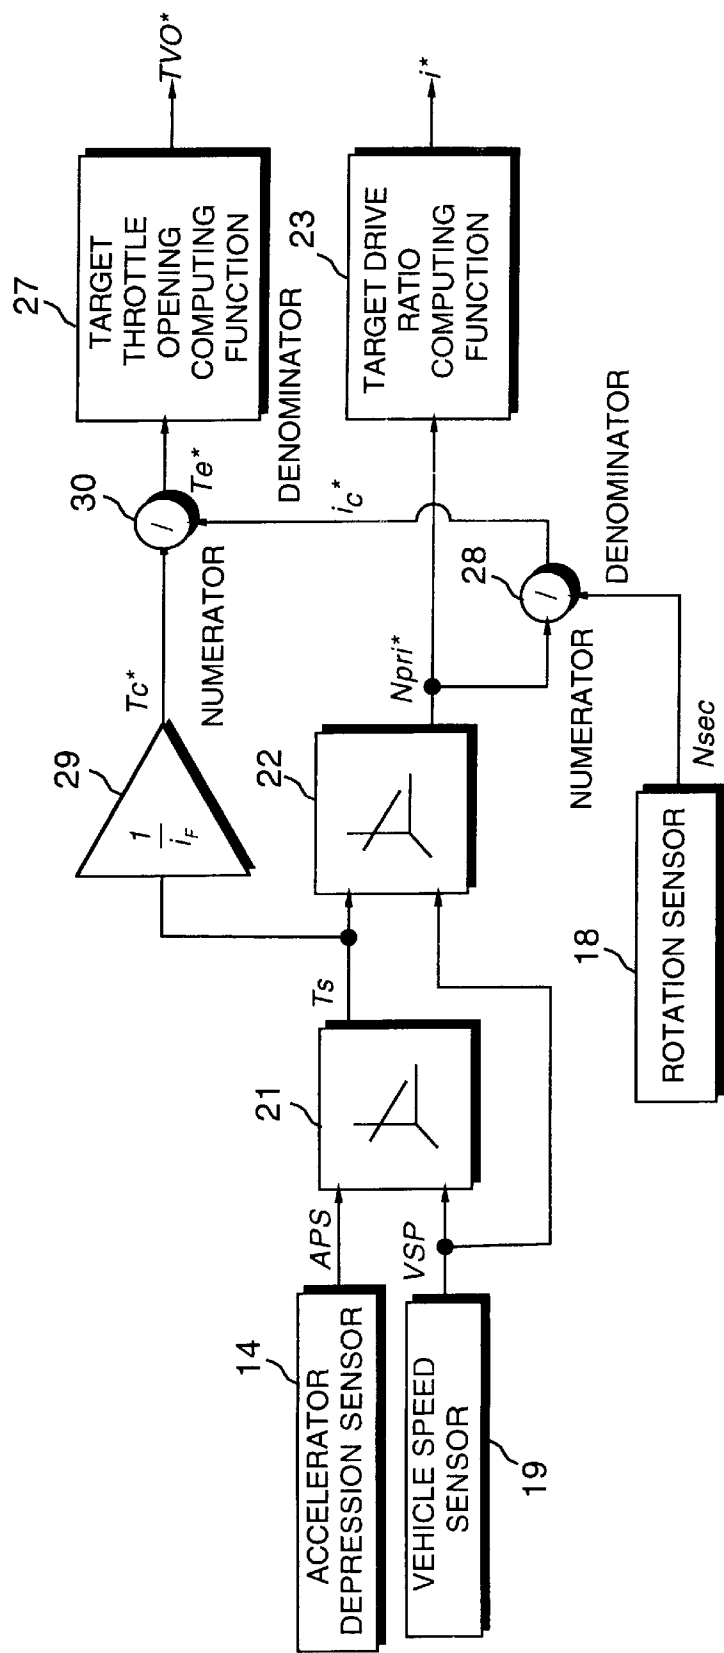 14
ACCELERATOR
DEPRESSION SENSOR
APS
VEHICLE SPEED
SENSOR
19
VSP
21
Ts
29
1
iF
Tc*
NUMERATOR
22
Npri*
18
ROTATION SENSOR
Nsec
NUMERATOR
28
DENOMINATOR
ic*
30
Te*
DENOMINATOR
27
TARGET
THROTTLE
OPENING
COMPUTING
FUNCTION
TVO*
23
TARGET DRIVE
RATIO
COMPUTING
FUNCTION
i*
/
/